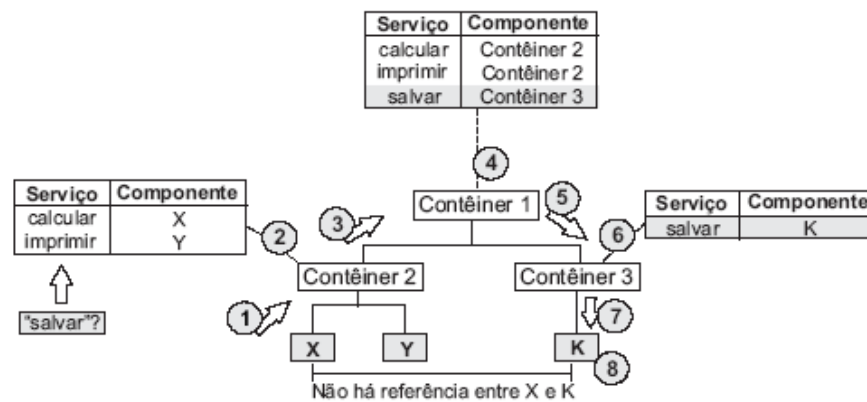 Serviço Componente
calcular Contêiner 2
imprimir Contêiner 2
salvar Contêiner 3
4
Serviço Componente
calcular X
imprimir Y
3
Contêiner 1
5
Serviço Componente
salvar K
2
6
Contêiner 2
Contêiner 3
"salvar"?
1
7
X
Y
K
8
Não há referência entre X e K